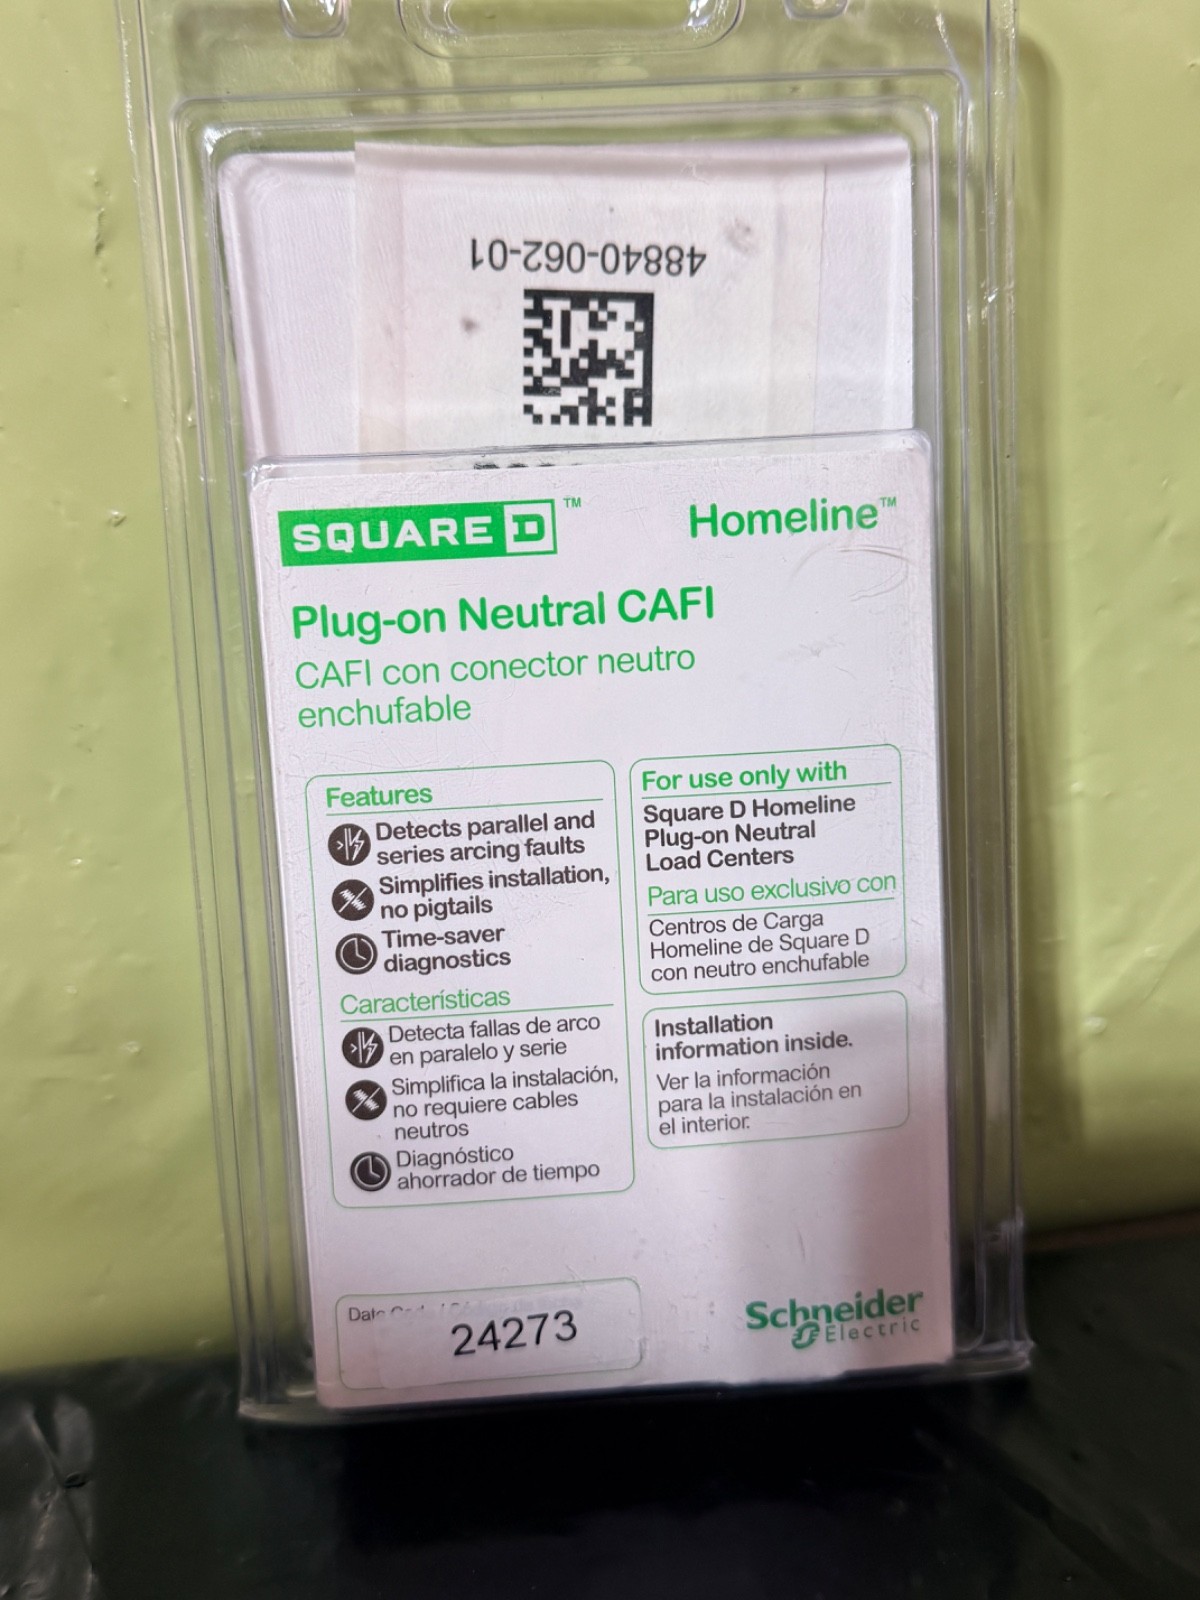 48840-062-01
SQUARE D™
Homeline™
Plug-on Neutral CAFI
CAFI con conector neutro
enchufable
Features
Detects parallel and
series arcing faults
Simplifies installation,
no pigtails
Time-saver
diagnostics
Características
Detecta fallas de arco
en paralelo y serie
Simplifica la instalación,
no requiere cables
neutros
Diagnóstico
ahorrador de tiempo
For use only with
Square D Homeline
Plug-on Neutral
Load Centers
Para uso exclusivo con
Centros de Carga
Homeline de Square D
con neutro enchufable
Installation
information inside.
Ver la información
para la instalación en
el interior.
Date
24273
Schneider
Electric